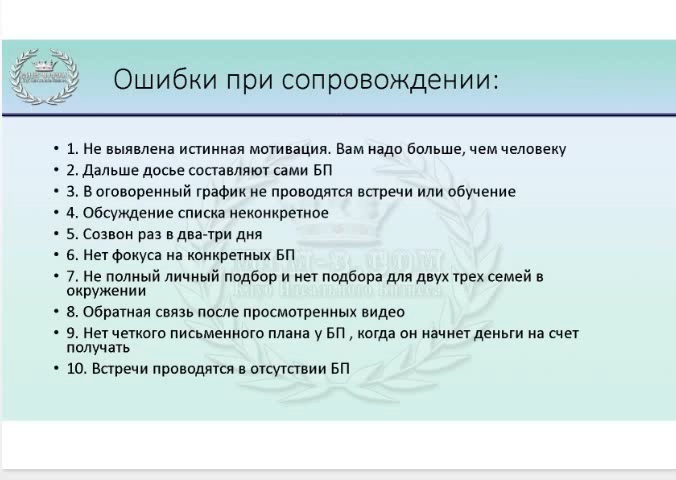 Ошибки при сопровождении:
• 1. Не выявлена истинная мотивация. Вам надо больше, чем человеку
• 2. Дальше досье составляют сами БП
• 3. В оговоренный график не проводятся встречи или обучение
• 4. Обсуждение списка неконкретное
• 5. Созвон раз в два-три дня
• 6. Нет фокуса на конкретных БП
• 7. Не полный личный подбор и нет подбора для двух трех семей в
окружении
• 8. Обратная связь после просмотренных видео
• 9. Нет четкого письменного плана у БП , когда он начнет деньги на счет
получать
• 10. Встречи проводятся в отсутствии БП